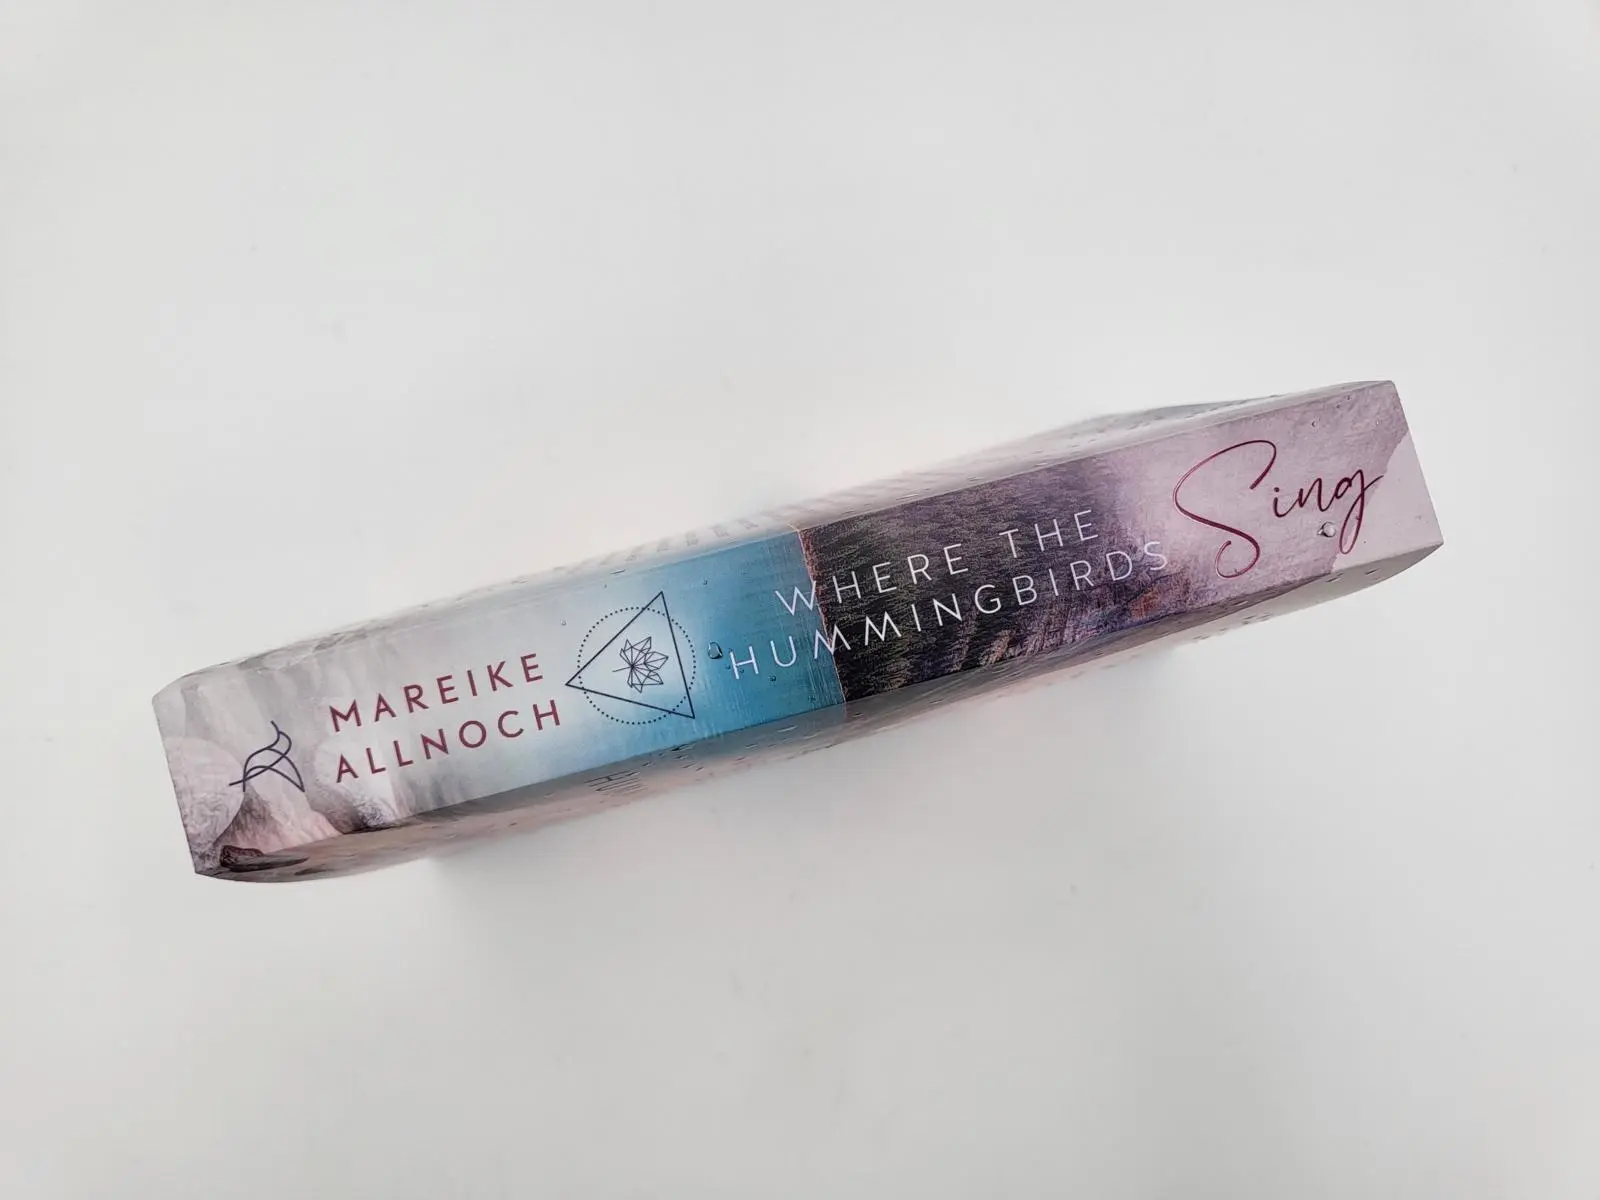 MAREIKE
ALLNOCH
WHERE THE
HUMMINGBIRDS
Sing